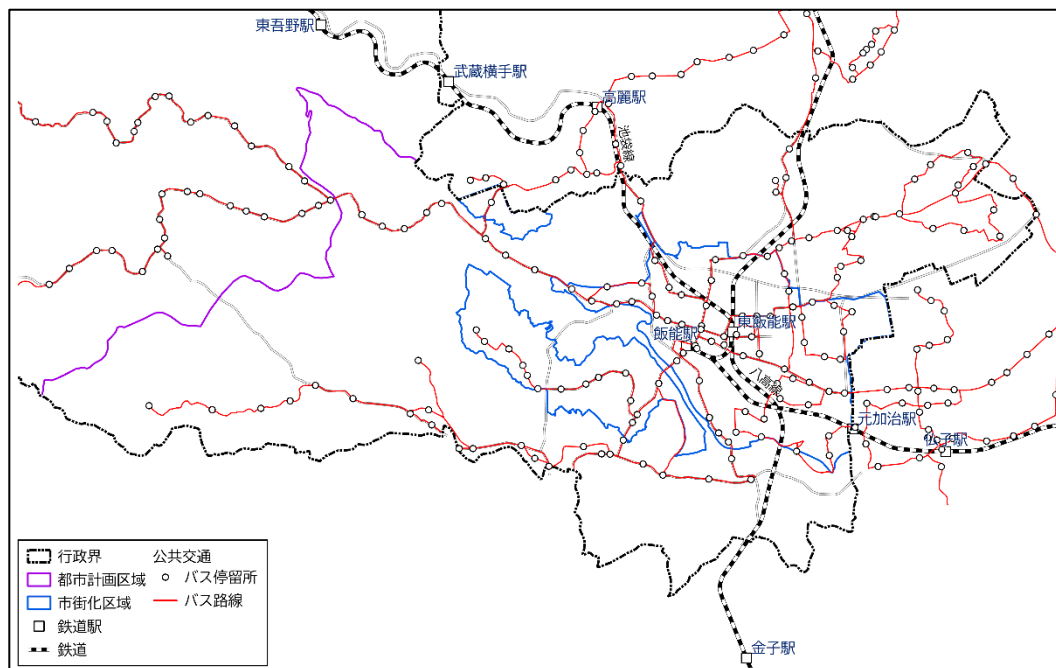 東吾野駅
武蔵横手駅
高麗駅
池袋線
東飯能駅
飯能駅
八高線
元加治駅
仏子駅
金子駅
行政界
都市計画区域
市街化区域
鉄道駅
鉄道
公共交通
バス停留所
バス路線